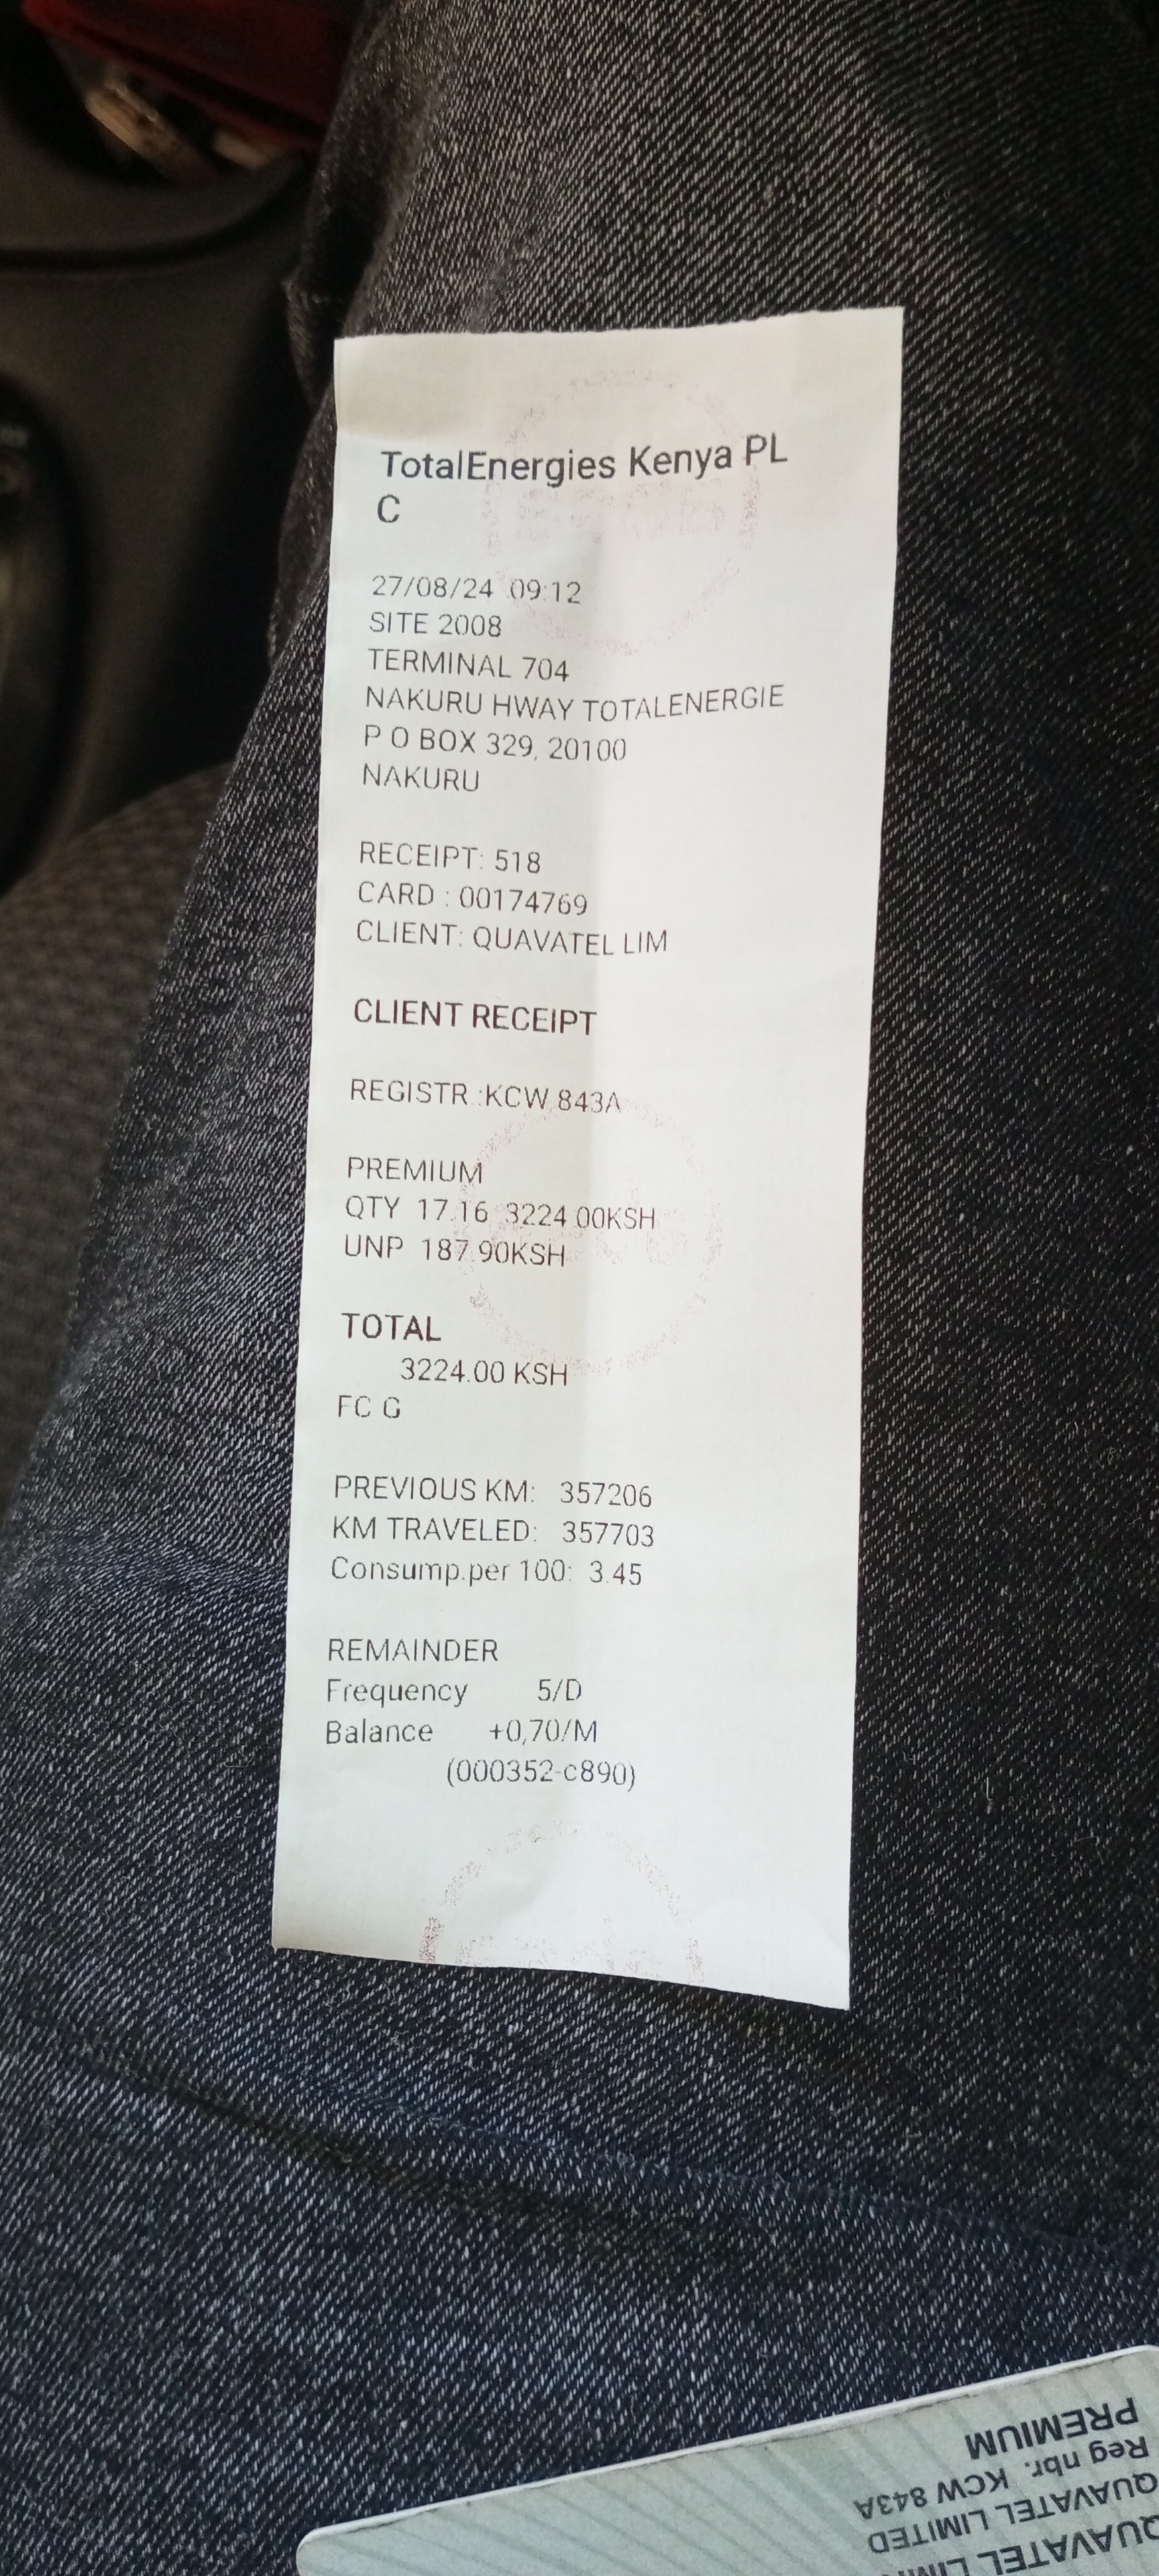 TotalEnergies Kenya PL
C
27/08/24 09:12
SITE 2008
TERMINAL 704
NAKURU HWAY TOTALENERGIE
P O BOX 329, 20100
NAKURU
RECEIPT: 518
CARD : 00174769
CLIENT: QUAVATEL LIM
CLIENT RECEIPT
REGISTR :KCW 843A
PREMIUM
QTY 17.16 3224.00KSH
UNP 187.90KSH
TOTAL
3224.00 KSH
FC G
PREVIOUS KM: 357206
KM TRAVELED: 357703
Consump.per 100: 3.45
REMAINDER
Frequency 5/D
Balance +0,70/M
(000352-c890)
QUAVATEL LIM
QUAVATEL LIMITED
Reg nbr. KCW 843A
PREMIUM